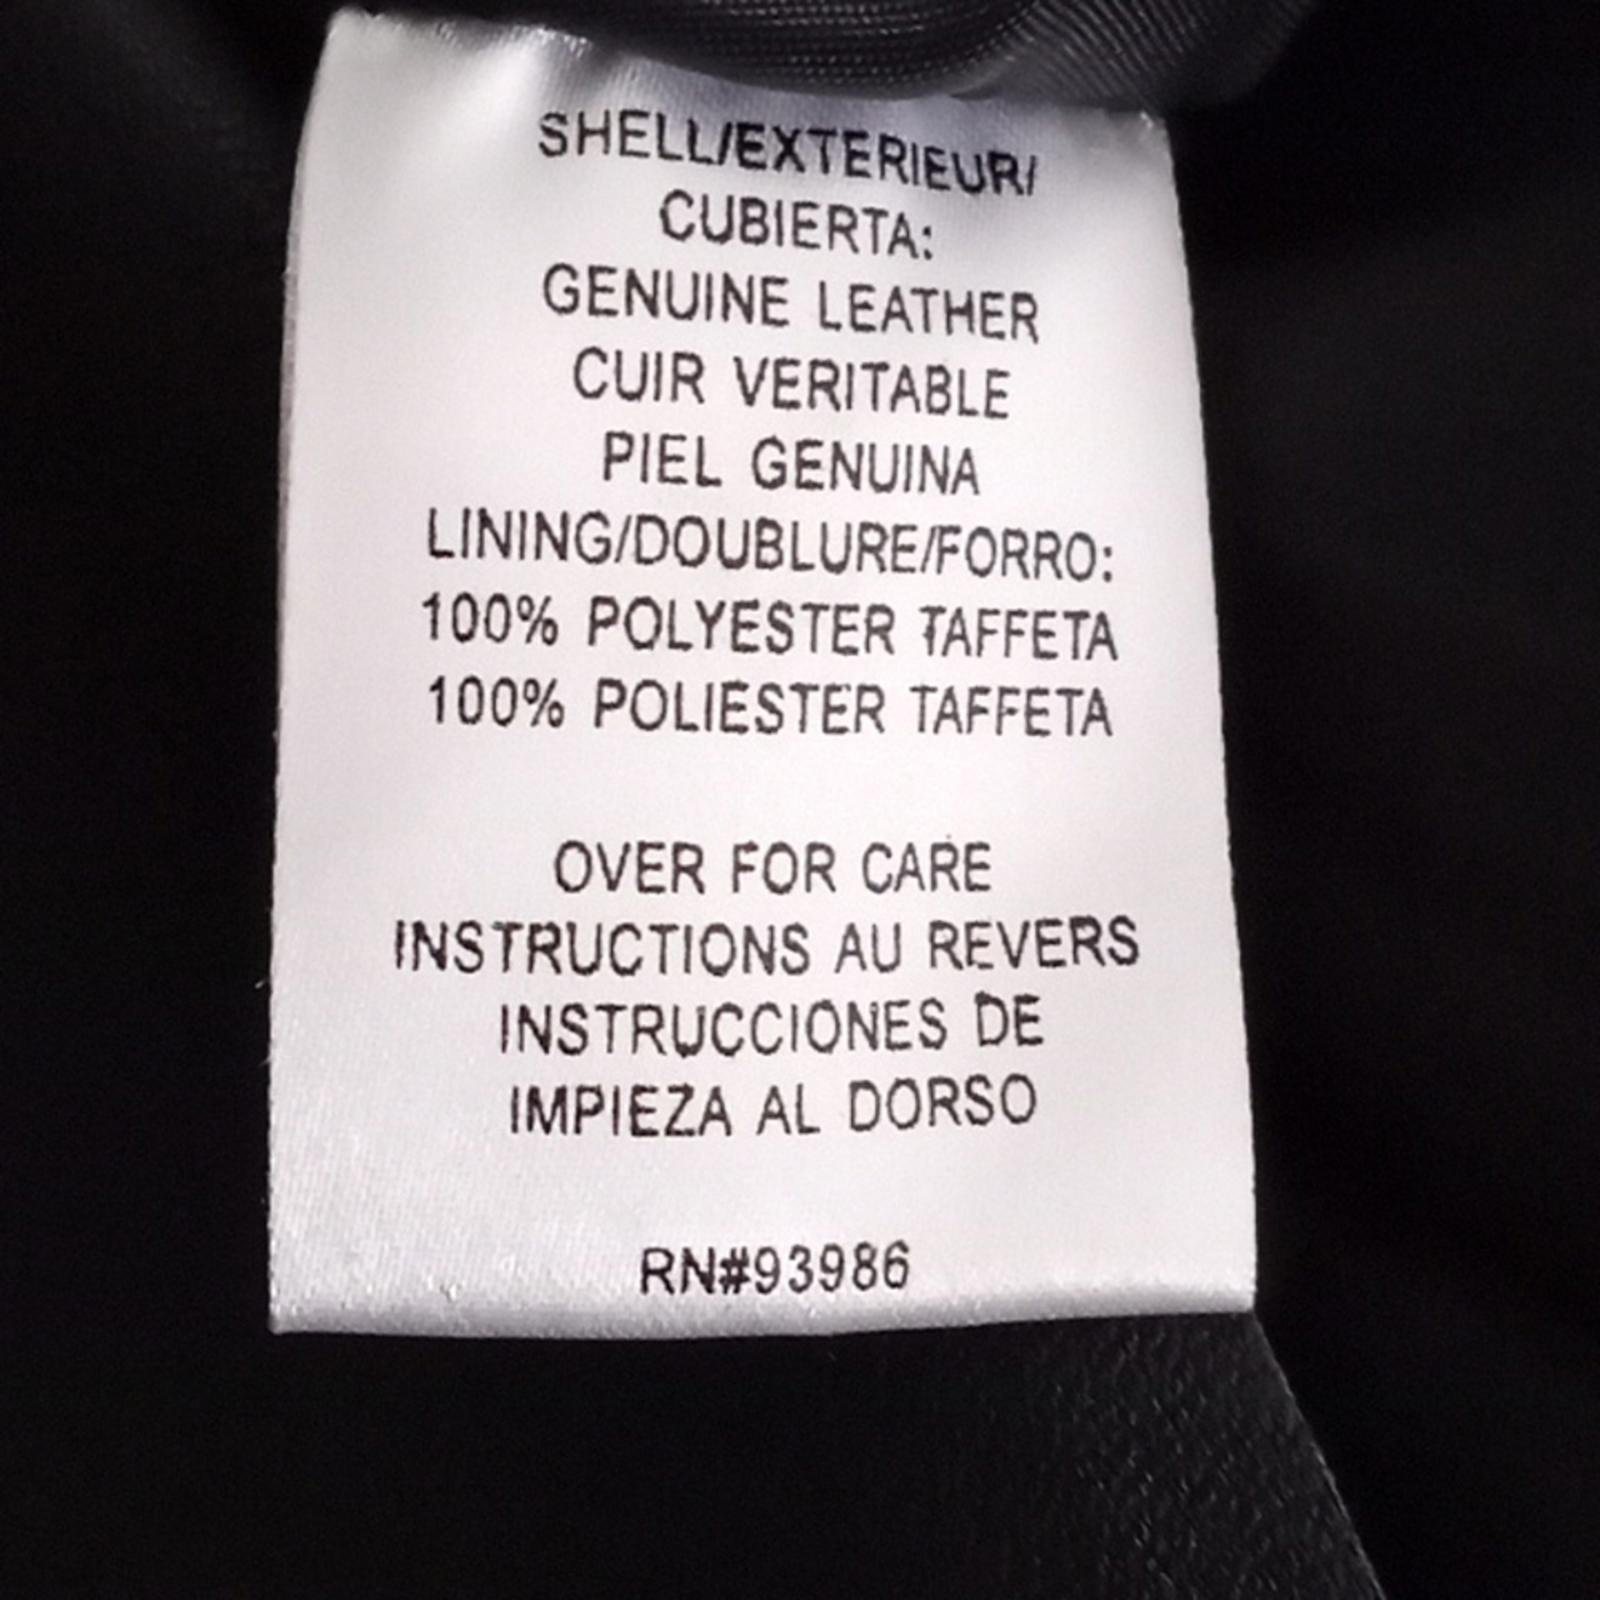 SHELL/EXTERIEUR/
CUBIERTA:
GENUINE LEATHER
CUIR VERITABLE
PIEL GENUINA
LINING/DOUBLURE/FORRO:
100% POLYESTER TAFFETA
100% POLIESTER TAFFETA
OVER FOR CARE
INSTRUCTIONS AU REVERS
INSTRUCCIONES DE
IMPIEZA AL DORSO
RN#93986